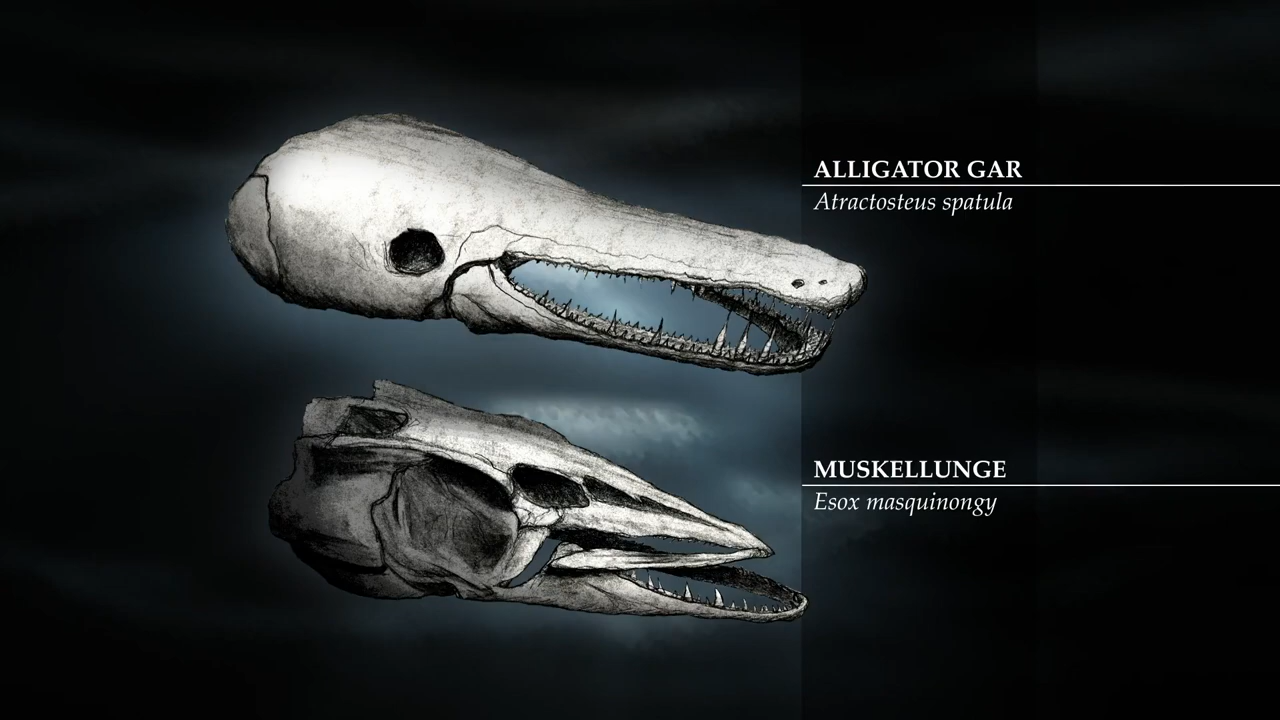 ALLIGATOR GAR
Atractosteus spatula
MUSKELLUNGE
Esox masquinongy